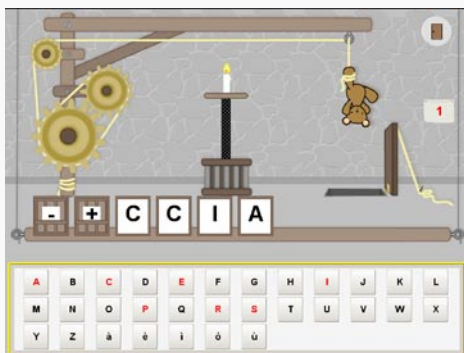 1
- + C C I A
A B C D E F G H I J K L
M N O P Q R S T U V W X
Y Z à è ì ó ù